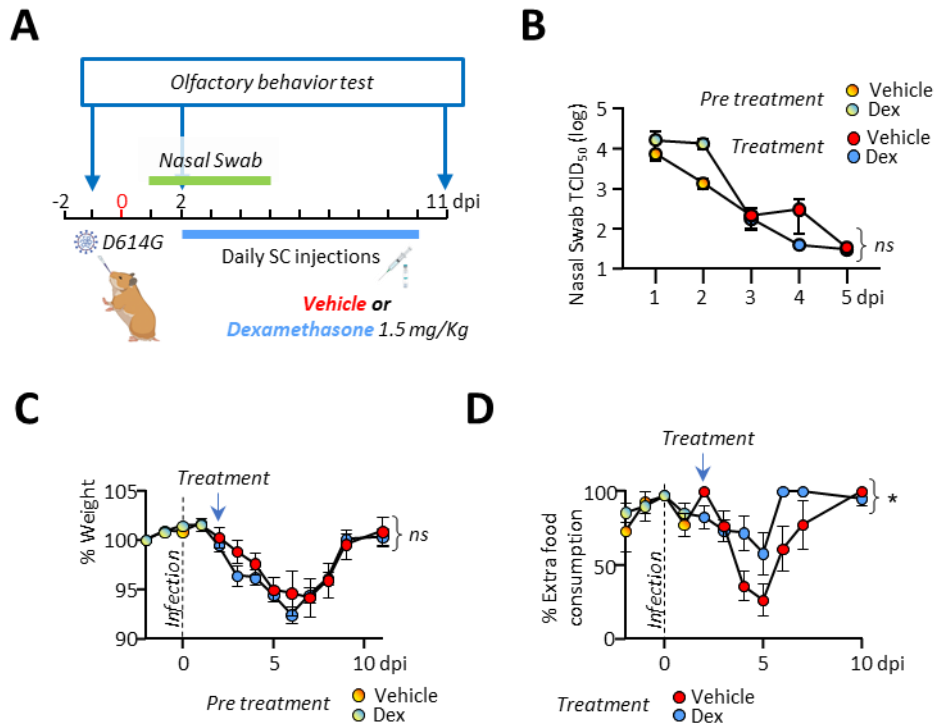 A
Olfactory behavior test
Nasal Swab
-2 0 2 11 dpi
D614G
Daily SC injections
Vehicle or
Dexamethasone 1.5 mg/Kg
B
Pre treatment Vehicle
Dex
Treatment Vehicle
Dex
Nasal Swab TCID50 (log)
5
4
3
2
1
ns
1 2 3 4 5 dpi
C
Treatment
% Weight
105
100
95
90
Infection
ns
0 5 10 dpi
Pre treatment Vehicle
Dex
D
Treatment
% Extra food
consumption
100
50
0
Infection
*
0 5 10 dpi
Treatment Vehicle
Dex